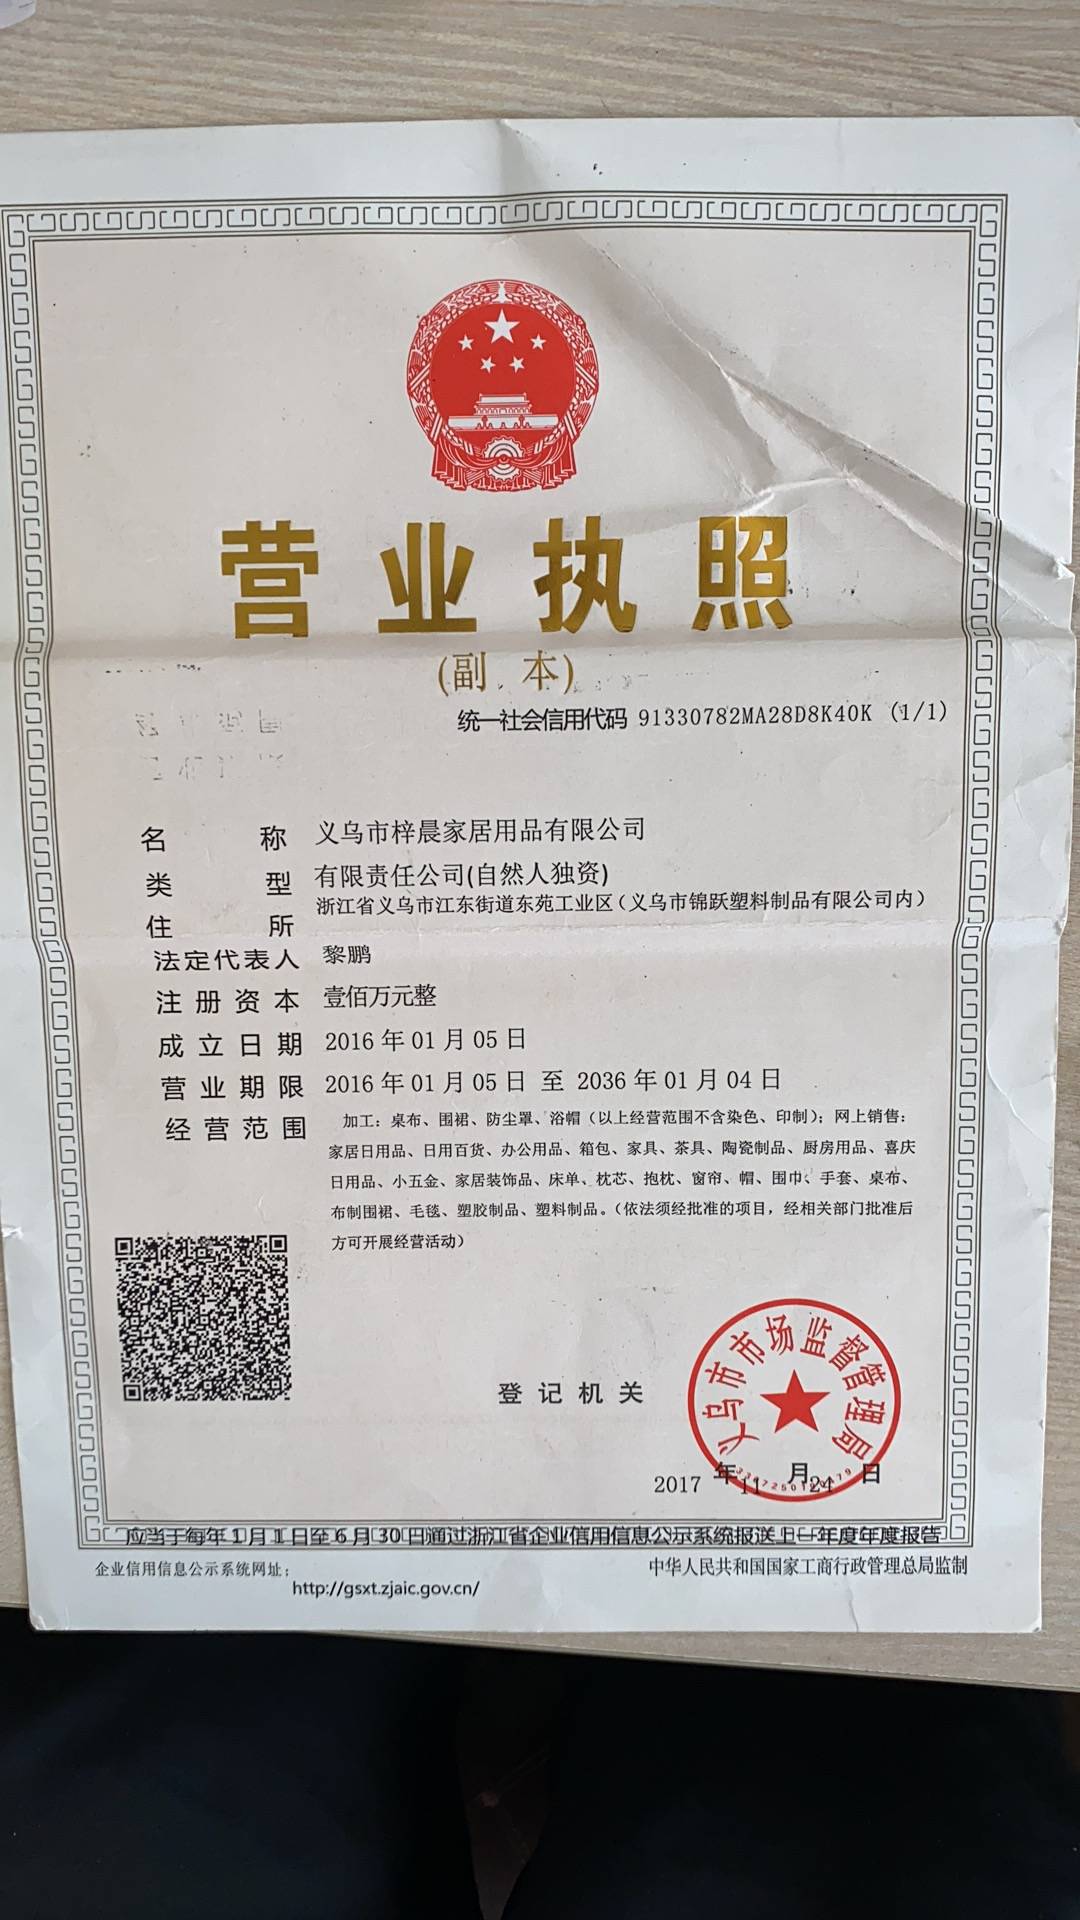 营业执照
(副 本)
统一社会信用代码 91330782MA28D8K40K (1/1)
名 称 义乌市梓晨家居用品有限公司
类 型 有限责任公司(自然人独资)
住 所 浙江省义乌市江东街道东苑工业区(义乌市锦跃塑料制品有限公司内)
法定代表人 黎鹏
注册资本 壹佰万元整
成立日期 2016年01月05日
营业期限 2016年01月05日 至 2036年01月04日
经营范围 加工：桌布、围裙、防尘罩、浴帽（以上经营范围不含染色、印制）；网上销售：
家居日用品、日用百货、办公用品、箱包、家具、茶具、陶瓷制品、厨房用品、喜庆
日用品、小五金、家居装饰品、床单、枕芯、抱枕、窗帘、帽、围巾、手套、桌布、
布制围裙、毛毯、塑胶制品、塑料制品。（依法须经批准的项目，经相关部门批准后
方可开展经营活动）
义乌市市场监督管理局
登记机关
2017年11月24日
应当于每年1月1日至6月30日通过浙江省企业信用信息公示系统报送上一年度年度报告
企业信用信息公示系统网址：
http://gsxt.zjaic.gov.cn/
中华人民共和国国家工商行政管理总局监制